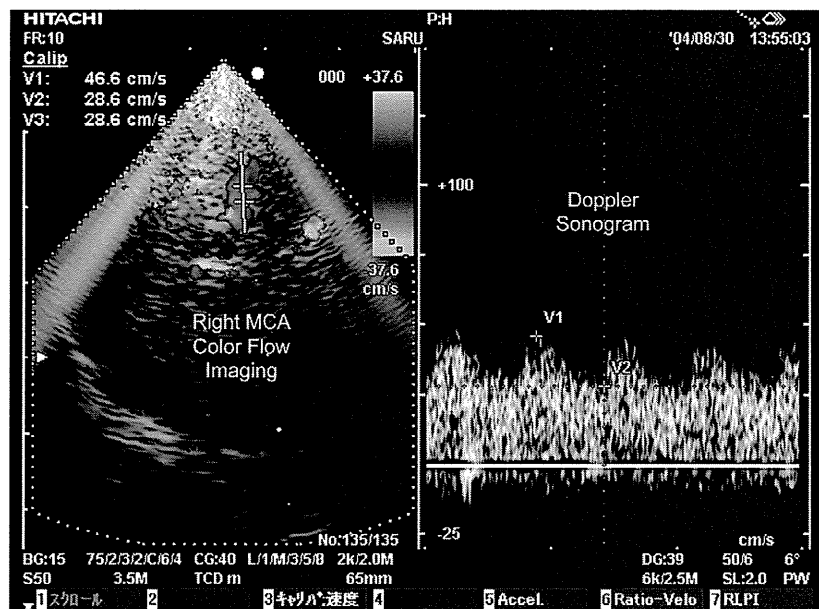 HITACHI
FR:10
SARU
Calip
V1: 46.6 cm/s
V2: 28.6 cm/s
V3: 28.6 cm/s
000 +37.6
37.6
cm/s
Right MCA
Color Flow
Imaging
No:135/135
P:H
'04/08/30 13:55:03
+100
Doppler
Sonogram
V1
V2
-25
cm/s
BG:15 75/2/3/2/C/6/4 CG:40 L/1/M/3/5/8 2k/2.0M DG:39 50/6 6°
S50 3.5M TCD m 65mm 6k/2.5M SL:2.0 PW
1 スクロール 2 3 キャリパ速度 4 5 Accel. 6 Ratio-Velo 7 RLPI